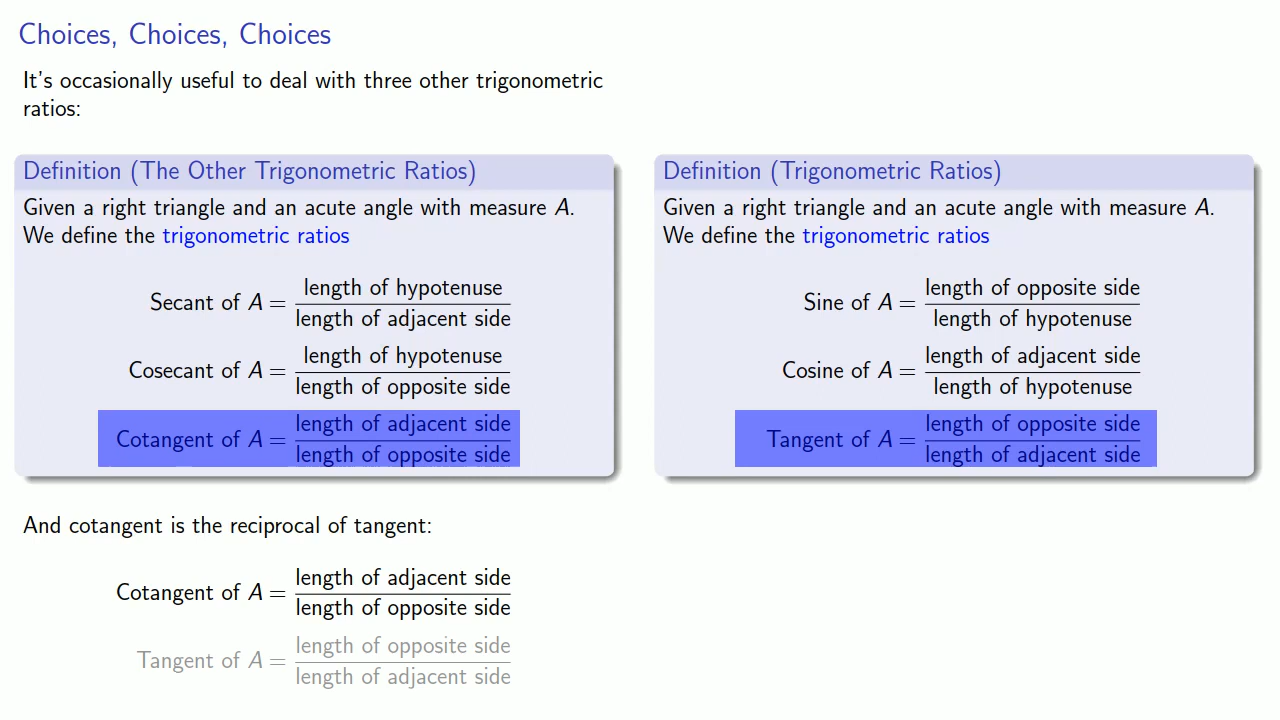 Choices, Choices, Choices
It's occasionally useful to deal with three other trigonometric
ratios:
Definition (The Other Trigonometric Ratios)
Given a right triangle and an acute angle with measure A.
We define the trigonometric ratios
Secant of A = length of hypotenuse
length of adjacent side
Cosecant of A = length of hypotenuse
length of opposite side
Cotangent of A = length of adjacent side
length of opposite side
Definition (Trigonometric Ratios)
Given a right triangle and an acute angle with measure A.
We define the trigonometric ratios
Sine of A = length of opposite side
length of hypotenuse
Cosine of A = length of adjacent side
length of hypotenuse
Tangent of A = length of opposite side
length of adjacent side
And cotangent is the reciprocal of tangent:
Cotangent of A = length of adjacent side
length of opposite side
Tangent of A = length of opposite side
length of adjacent side